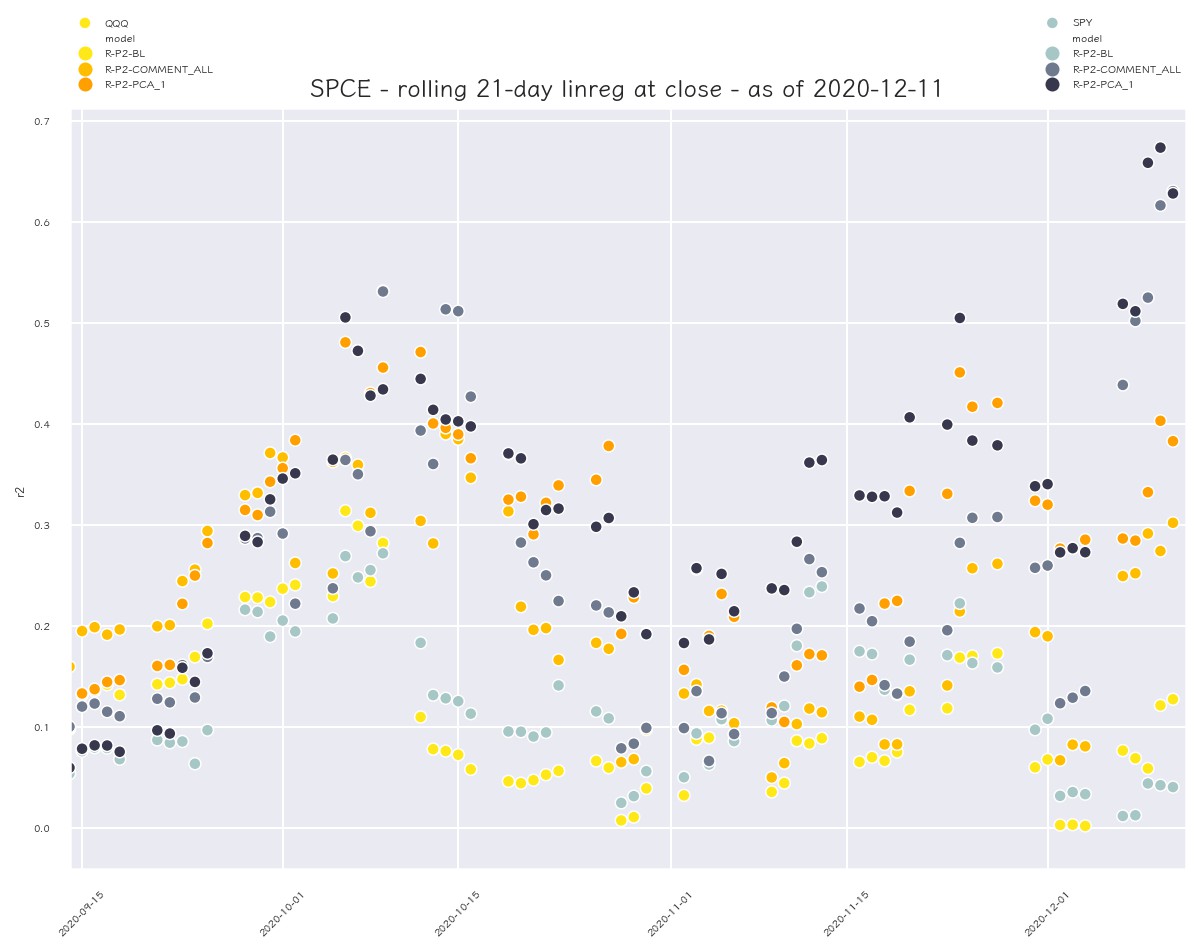 QQQ
model
R-P2-BL
R-P2-COMMENT_ALL
R-P2-PCA_1
SPY
model
R-P2-BL
R-P2-COMMENT_ALL
R-P2-PCA_1
SPCE - rolling 21-day linreg at close - as of 2020-12-11
0.7
0.6
0.5
0.4
0.3
0.2
0.1
0.0
r2
2020-09-15
2020-10-01
2020-10-15
2020-11-01
2020-11-15
2020-12-01